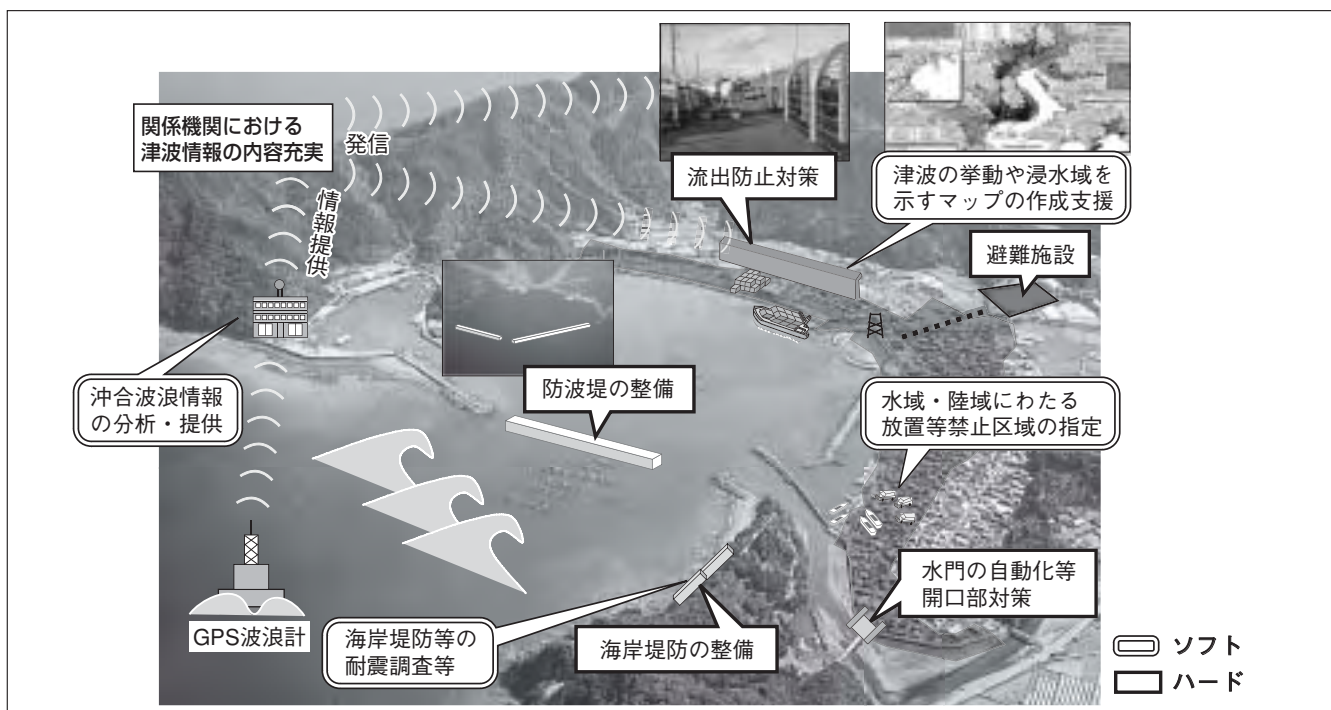 関係機関における
津波情報の内容充実
発信
情報提供
流出防止対策
津波の挙動や浸水域を
示すマップの作成支援
避難施設
沖合波浪情報
の分析・提供
防波堤の整備
水域・陸域にわたる
放置等禁止区域の指定
GPS波浪計
海岸堤防等の
耐震調査等
海岸堤防の整備
水門の自動化等
開口部対策
ソフト
ハード